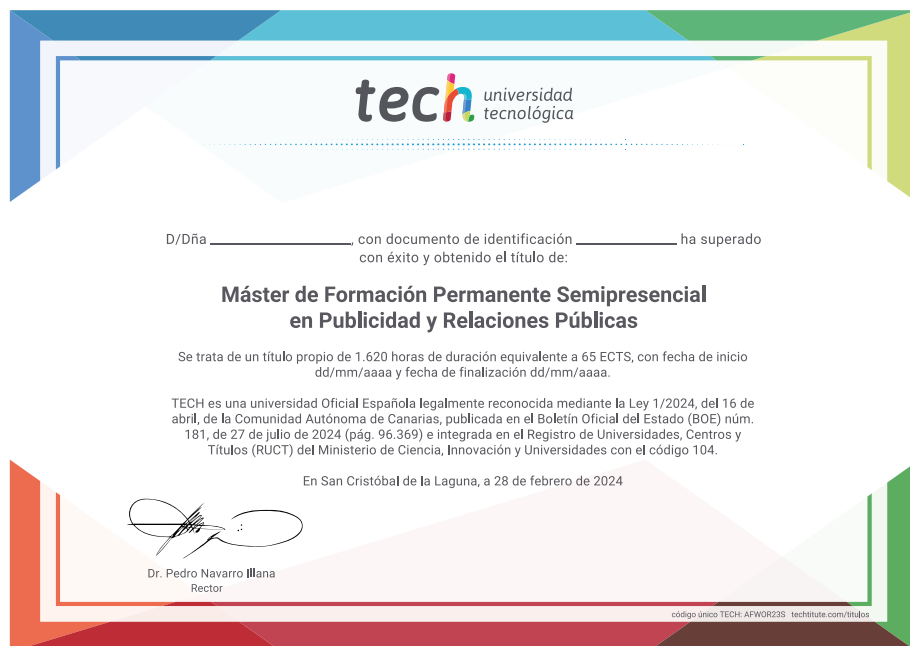 tech universidad
tecnológica
D/Dña ____________________, con documento de identificación ______________ ha superado
con éxito y obtenido el título de:
Máster de Formación Permanente Semipresencial
en Publicidad y Relaciones Públicas
Se trata de un título propio de 1.620 horas de duración equivalente a 65 ECTS, con fecha de inicio
dd/mm/aaaa y fecha de finalización dd/mm/aaaa.
TECH es una universidad Oficial Española legalmente reconocida mediante la Ley 1/2024, del 16 de
abril, de la Comunidad Autónoma de Canarias, publicada en el Boletín Oficial del Estado (BOE) núm.
181, de 27 de julio de 2024 (pág. 96.369) e integrada en el Registro de Universidades, Centros y
Títulos (RUCT) del Ministerio de Ciencia, Innovación y Universidades con el código 104.
En San Cristóbal de la Laguna, a 28 de febrero de 2024
Dr. Pedro Navarro Illana
Rector
código único TECH: AFWOR23S techtitute.com/titulos